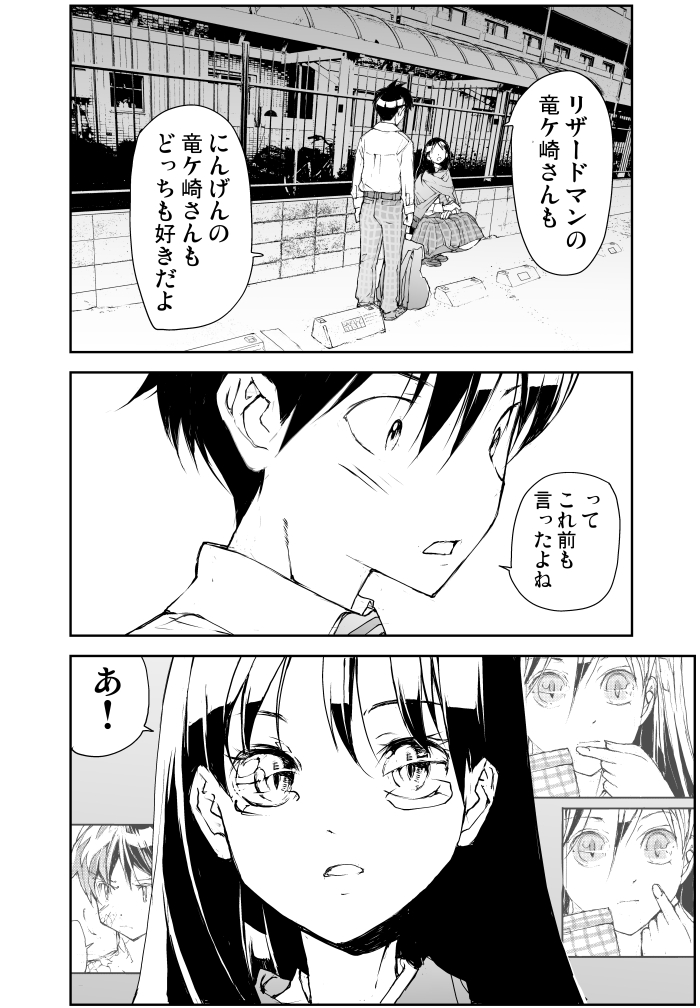 リザードマンの
竜ケ崎さんも
にんげんの
竜ケ崎さんも
どっちも好きだよ
って
これ前も
言ったよね
あ！